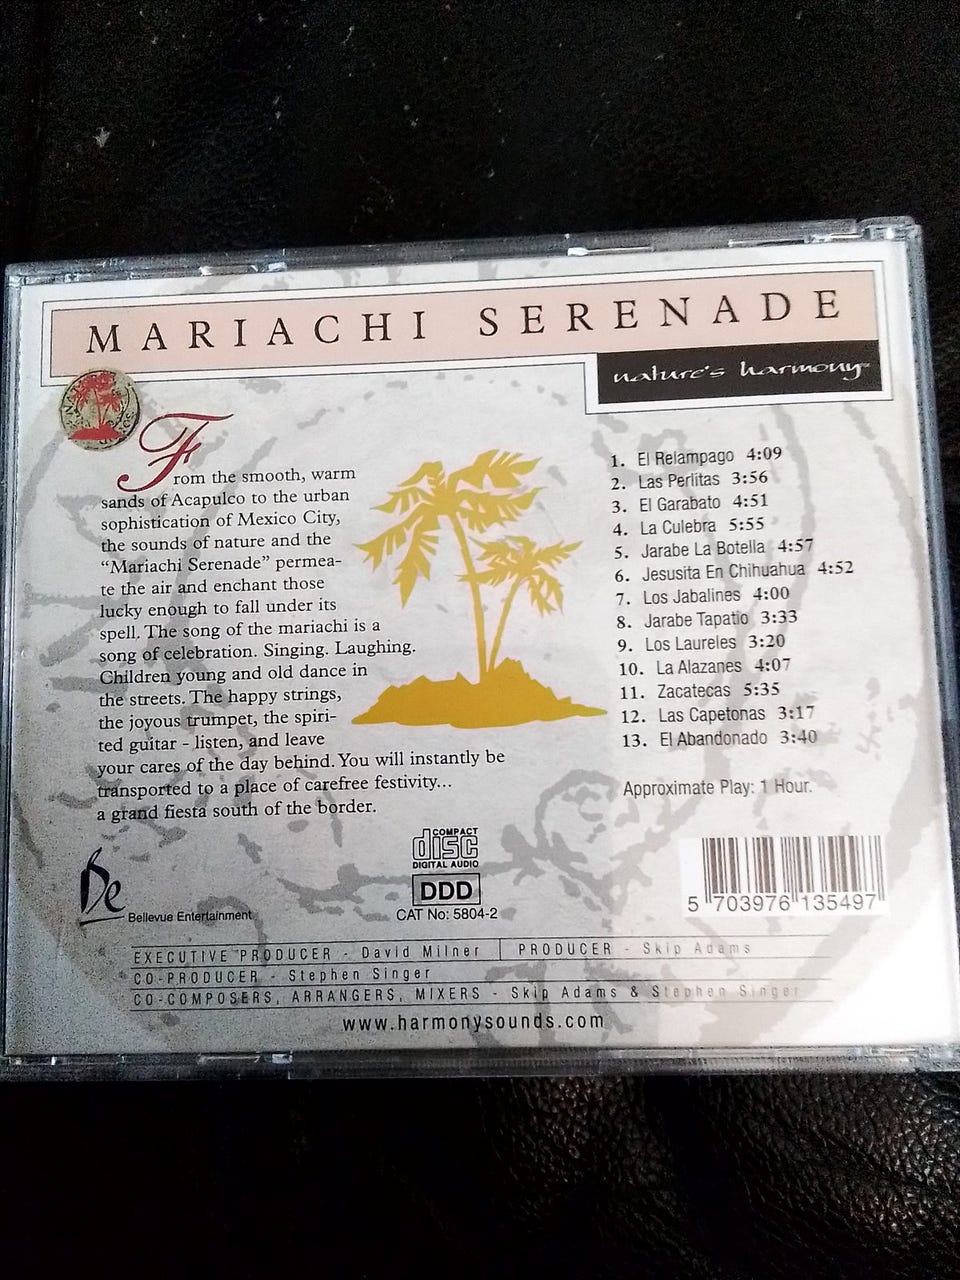 MARIACHI SERENADE
nature's harmony™
From the smooth, warm
sands of Acapulco to the urban
sophistication of Mexico City,
the sounds of nature and the
“Mariachi Serenade” permea-
te the air and enchant those
lucky enough to fall under its
spell. The song of the mariachi is a
song of celebration. Singing. Laughing.
Children young and old dance in
the streets. The happy strings,
the joyous trumpet, the spiri-
ted guitar - listen, and leave
your cares of the day behind. You will instantly be
transported to a place of carefree festivity...
a grand fiesta south of the border.
1. El Relampago 4:09
2. Las Perlitas 3:56
3. El Garabato 4:51
4. La Culebra 5:55
5. Jarabe La Botella 4:57
6. Jesusita En Chihuahua 4:52
7. Los Jabalines 4:00
8. Jarabe Tapatio 3:33
9. Los Laureles 3:20
10. La Alazanes 4:07
11. Zacatecas 5:35
12. Las Capetonas 3:17
13. El Abandonado 3:40
Approximate Play: 1 Hour.
Be Bellevue Entertainment
COMPACT
disc
DIGITAL AUDIO
DDD
CAT No: 5804-2
5 703976 135497
EXECUTIVE PRODUCER - David Milner PRODUCER - Skip Adams
CO-PRODUCER - Stephen Singer
CO-COMPOSERS, ARRANGERS, MIXERS - Skip Adams & Stephen Singer
www.harmonysounds.com